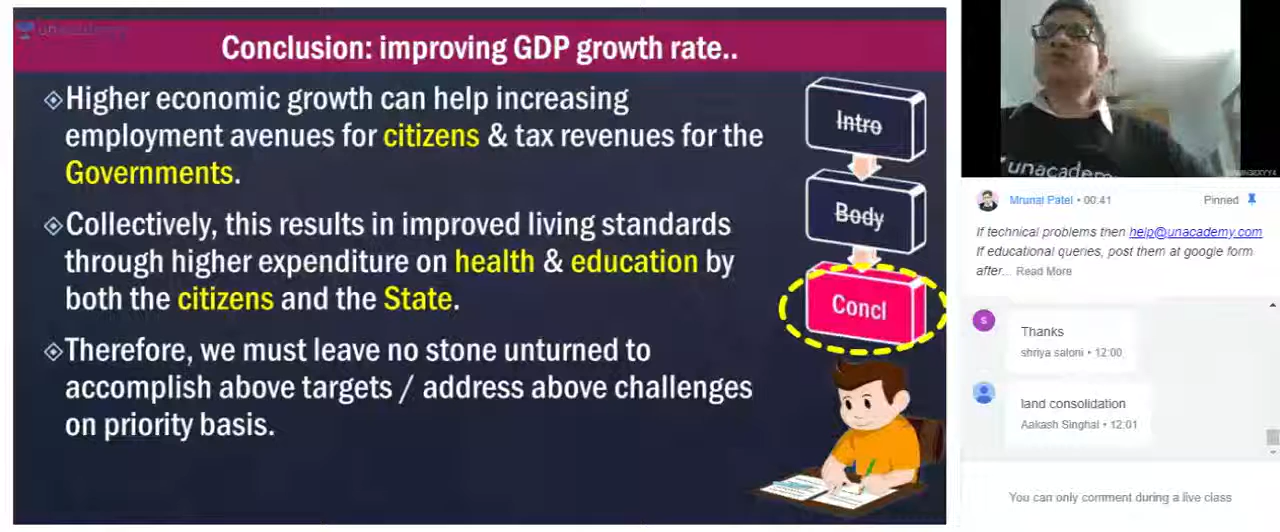 unacademy
Conclusion: improving GDP growth rate..
Higher economic growth can help increasing
employment avenues for citizens & tax revenues for the
Governments.
Collectively, this results in improved living standards
through higher expenditure on health & education by
both the citizens and the State.
Therefore, we must leave no stone unturned to
accomplish above targets / address above challenges
on priority basis.
Intro
Body
Concl
unacademy
Mrunal Patel • 00:41
Pinned
If technical problems then help@unacademy.com
If educational queries, post them at google form
after... Read More
S
Thanks
shriya saloni • 12:00
land consolidation
Aakash Singhal • 12:01
You can only comment during a live class